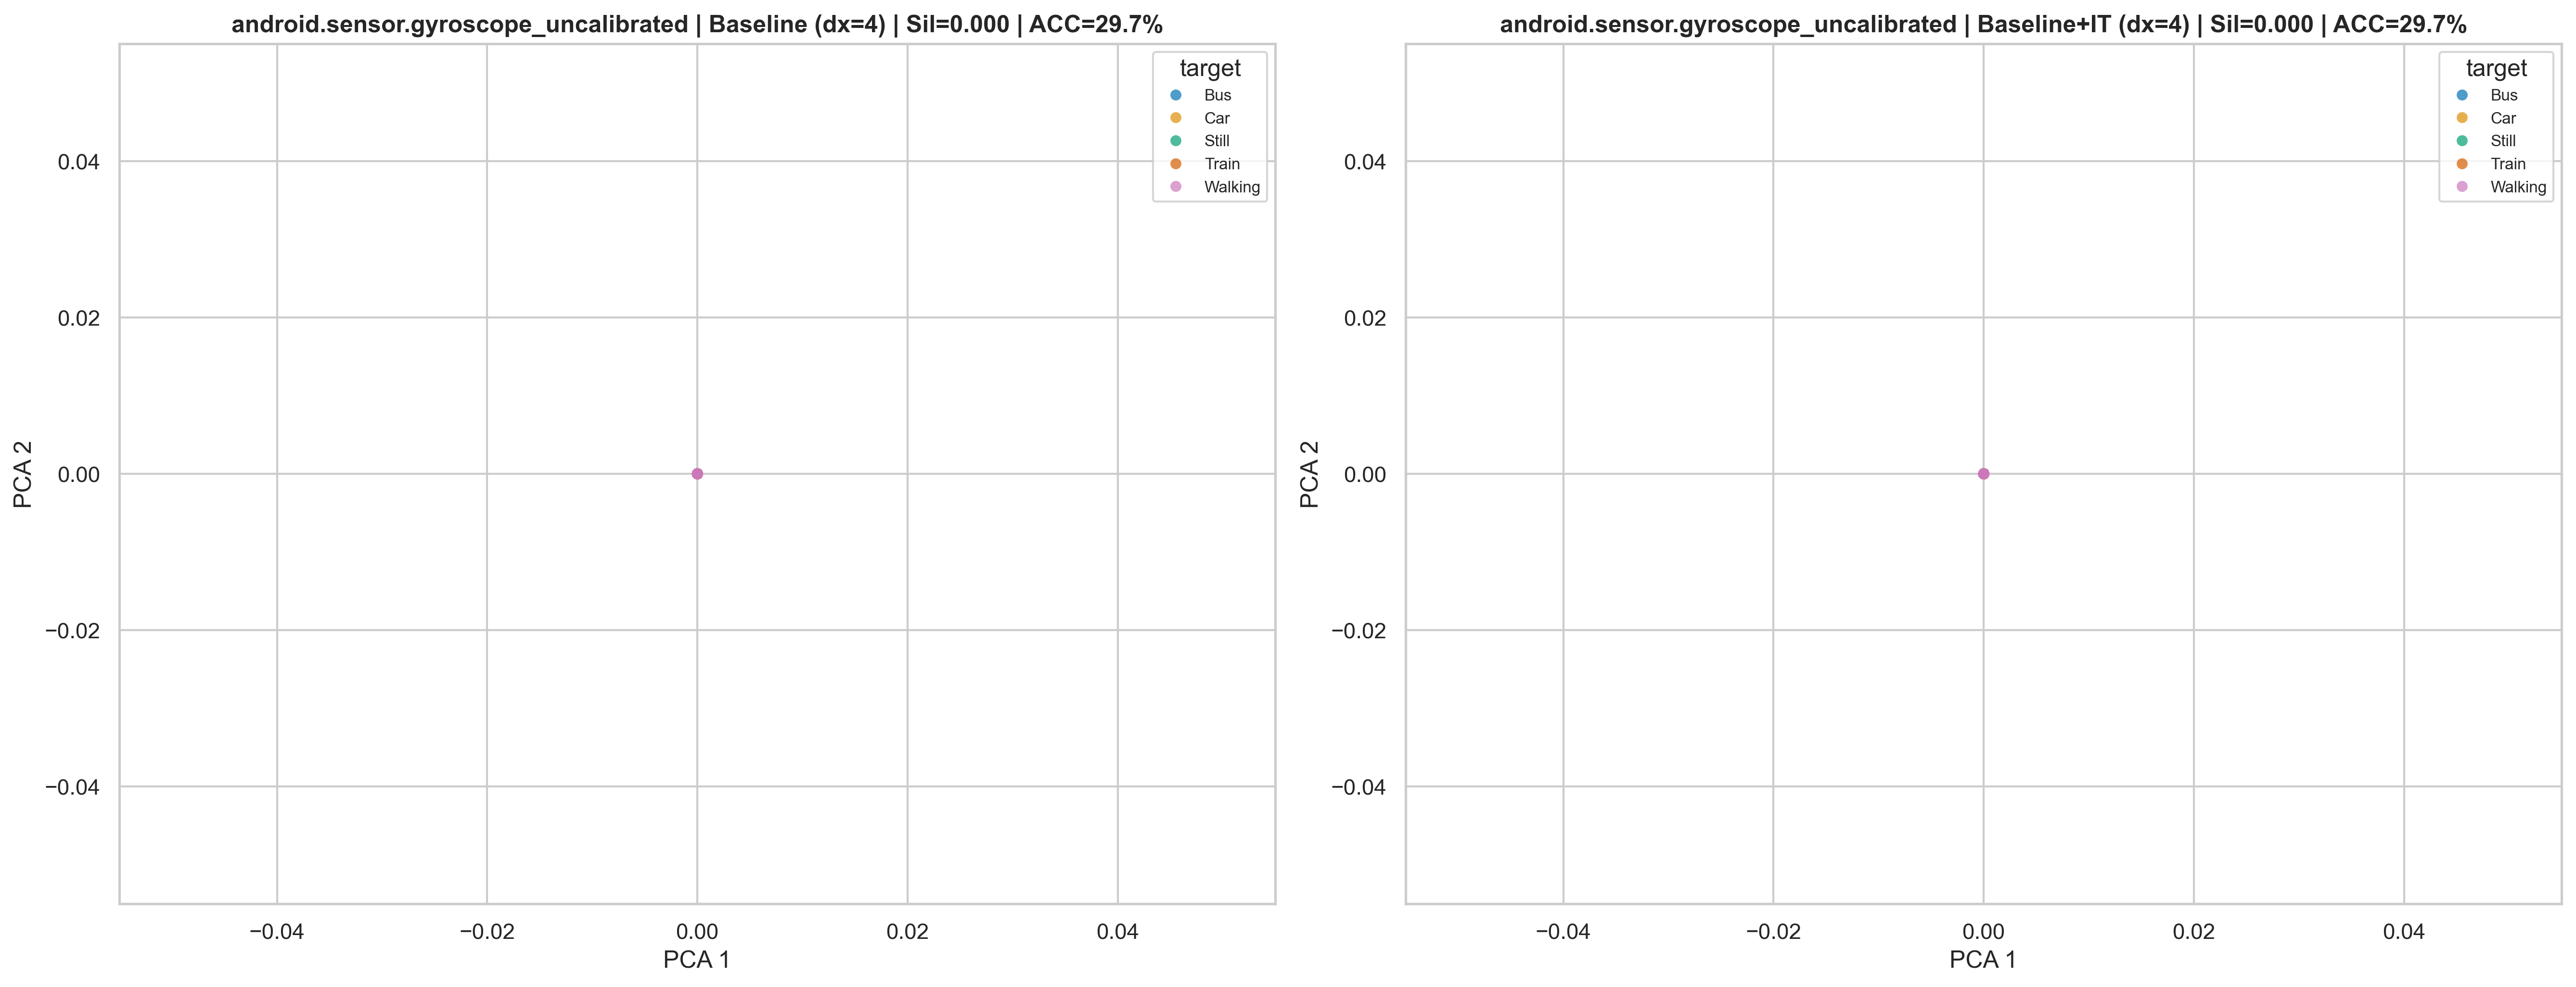 android.sensor.gyroscope_uncalibrated | Baseline (dx=4) | Sil=0.000 | ACC=29.7%
target
Bus
Car
Still
Train
Walking
0.04
0.02
0.00
−0.02
−0.04
PCA 2
−0.04
−0.02
0.00
0.02
0.04
PCA 1
android.sensor.gyroscope_uncalibrated | Baseline+IT (dx=4) | Sil=0.000 | ACC=29.7%
target
Bus
Car
Still
Train
Walking
0.04
0.02
0.00
−0.02
−0.04
PCA 2
−0.04
−0.02
0.00
0.02
0.04
PCA 1